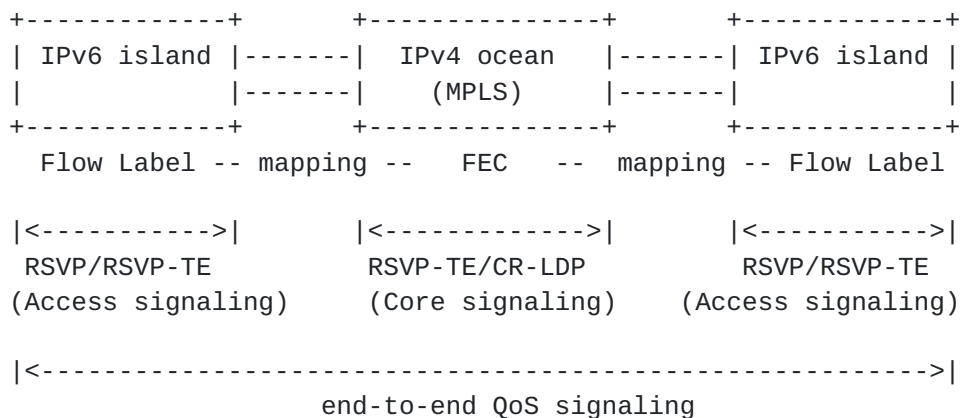 +-------------+       +---------------+       +-------------+
| IPv6 island |-------|  IPv4 ocean   |-------| IPv6 island |
|             |-------|    (MPLS)     |-------|             |
+-------------+       +---------------+       +-------------+
  Flow Label -- mapping --   FEC   --  mapping -- Flow Label
|<----------->|       |<------------->|       |<----------->|
 RSVP/RSVP-TE          RSVP-TE/CR-LDP          RSVP/RSVP-TE
(Access signaling)     (Core signaling)    (Access signaling)
|<--------------------------------------------------------->|
                    end-to-end QoS signaling